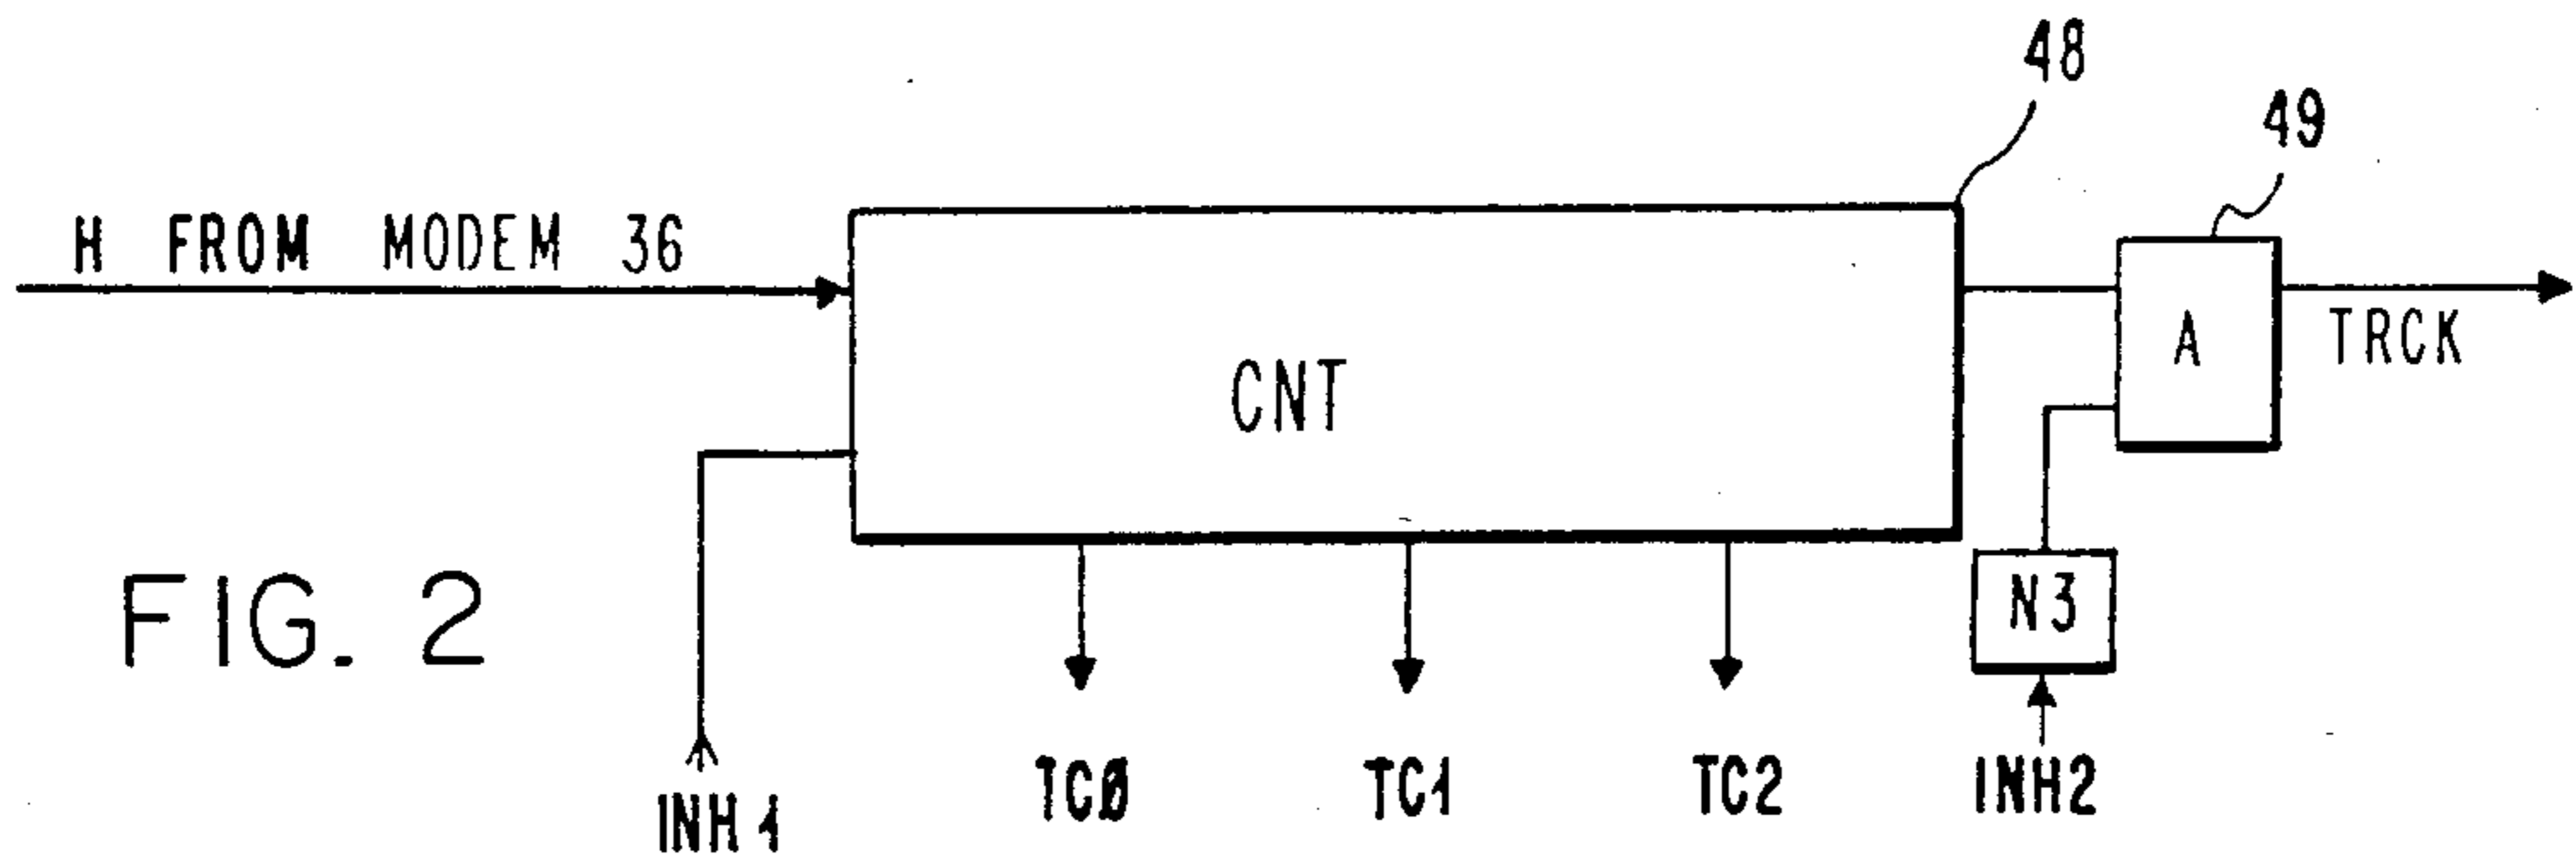 48
49
H FROM MODEM 36
A
TRCK
CNT
N3
FIG. 2
TCØ
TC1
TC2
INH2
INH1